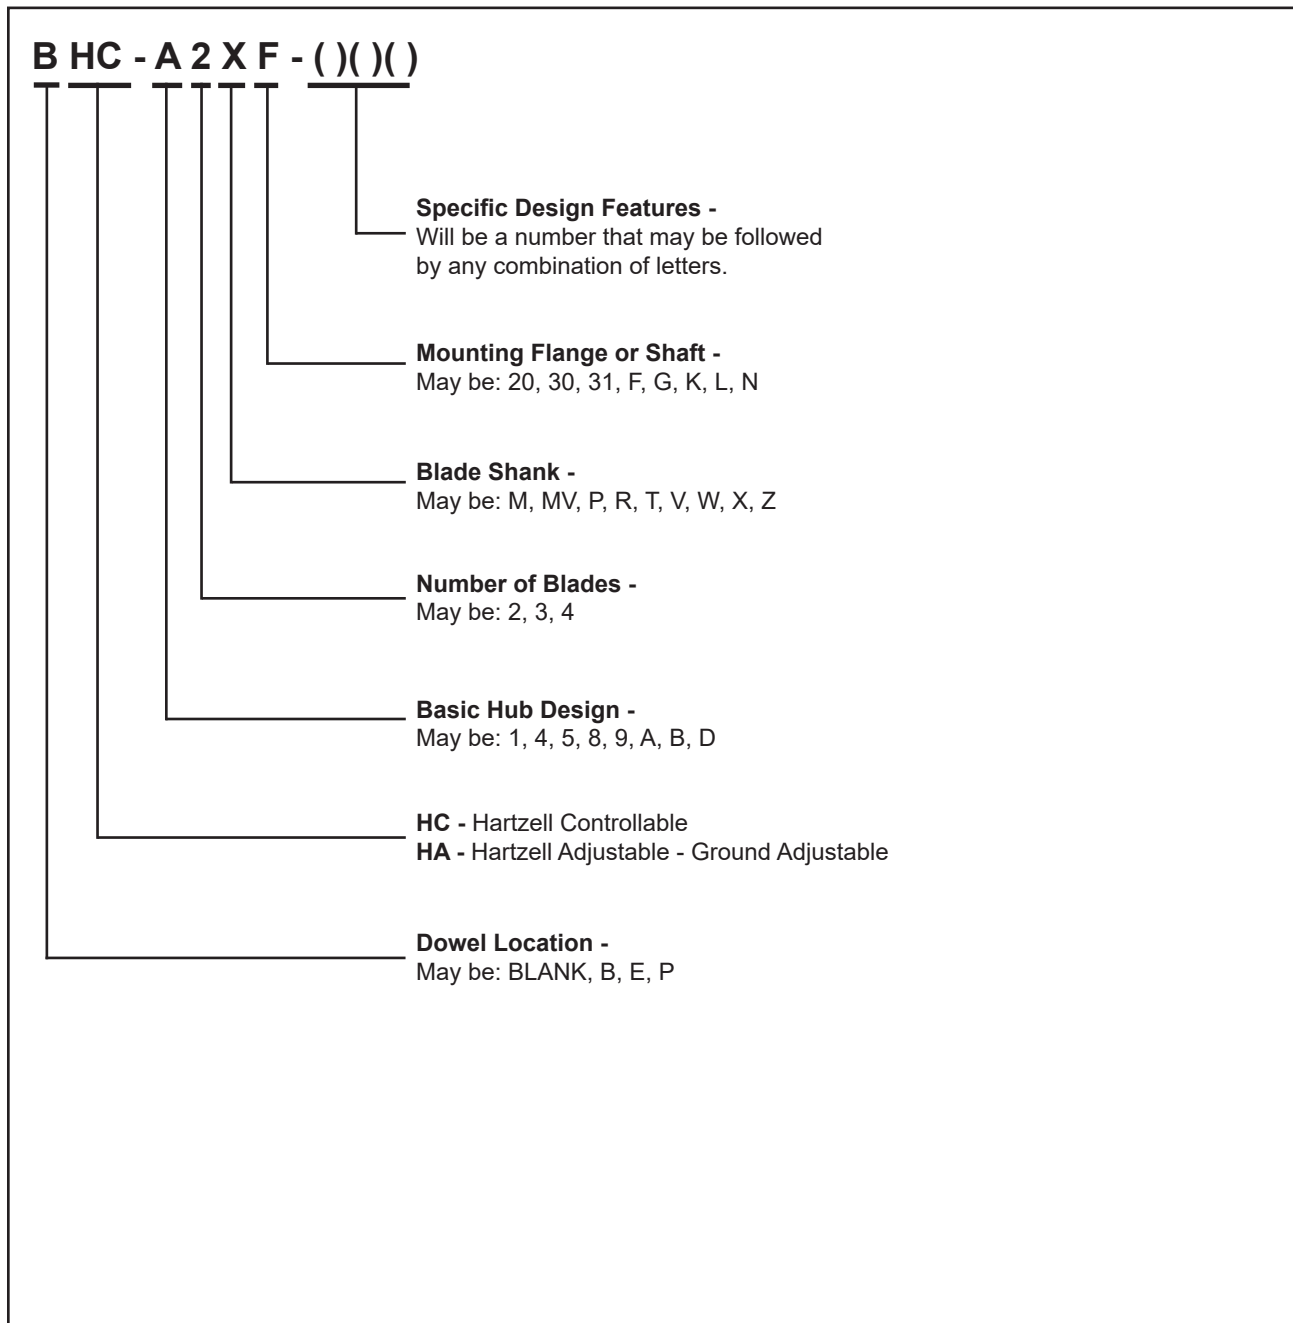 B HC - A 2 X F - ( )( )( )
Specific Design Features -
Will be a number that may be followed
by any combination of letters.
Mounting Flange or Shaft -
May be: 20, 30, 31, F, G, K, L, N
Blade Shank -
May be: M, MV, P, R, T, V, W, X, Z
Number of Blades -
May be: 2, 3, 4
Basic Hub Design -
May be: 1, 4, 5, 8, 9, A, B, D
HC - Hartzell Controllable
HA - Hartzell Adjustable - Ground Adjustable
Dowel Location -
May be: BLANK, B, E, P